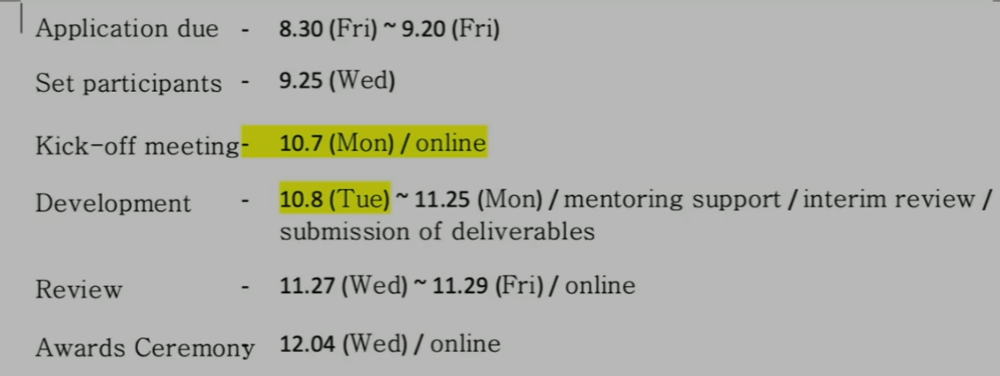 Application due - 8.30 (Fri) ~ 9.20 (Fri)
Set participants - 9.25 (Wed)
Kick-off meeting- 10.7 (Mon) / online
Development - 10.8 (Tue) ~ 11.25 (Mon) / mentoring support / interim review /
submission of deliverables
Review - 11.27 (Wed) ~ 11.29 (Fri) / online
Awards Ceremony 12.04 (Wed) / online